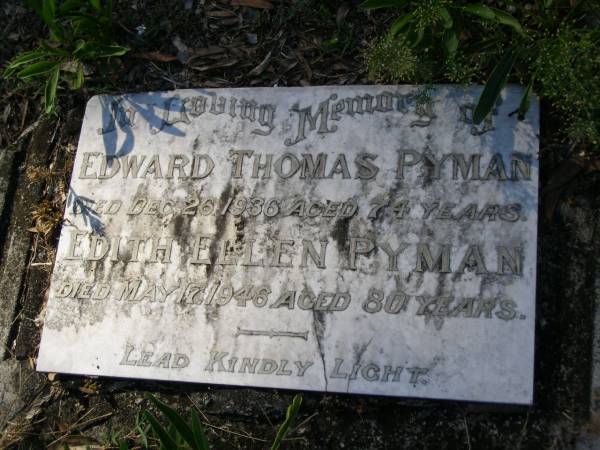 In Loving Memory of
EDWARD THOMAS PYMAN
DIED DEC. 26, 1936 AGED 74 YEARS.
EDITH ELLEN PYMAN
DIED MAY 17, 1946 AGED 80 YEARS.
LEAD KINDLY LIGHT.